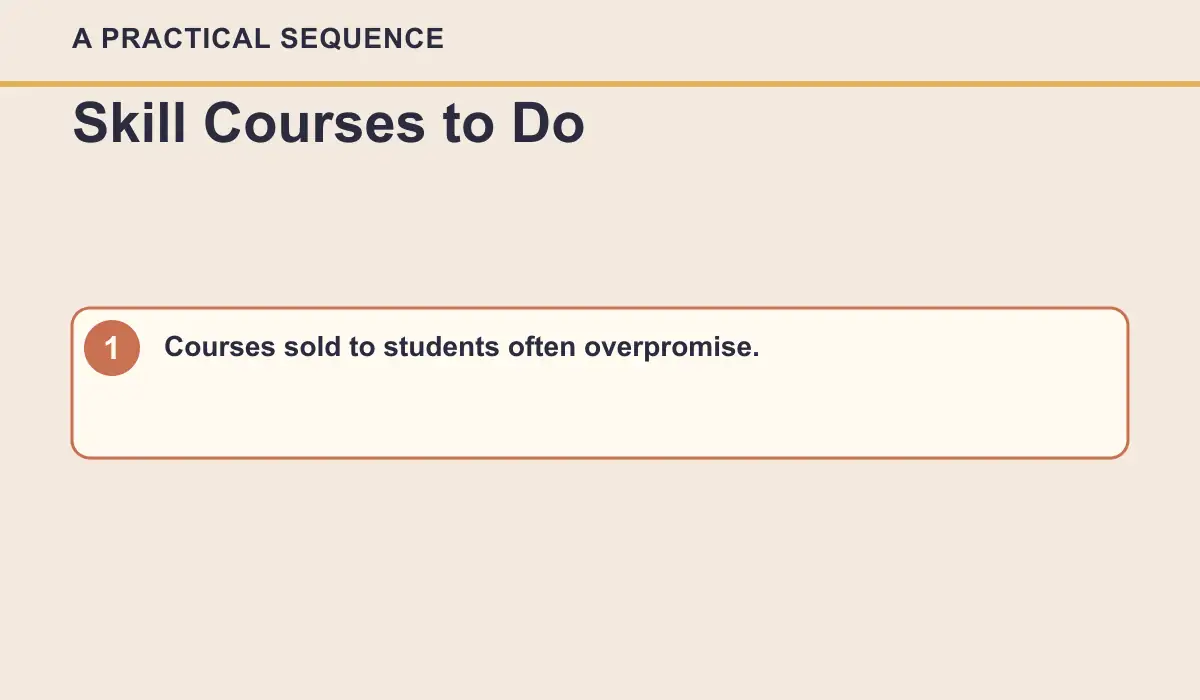 A PRACTICAL SEQUENCE
Skill Courses to Do
1 Courses sold to students often overpromise.